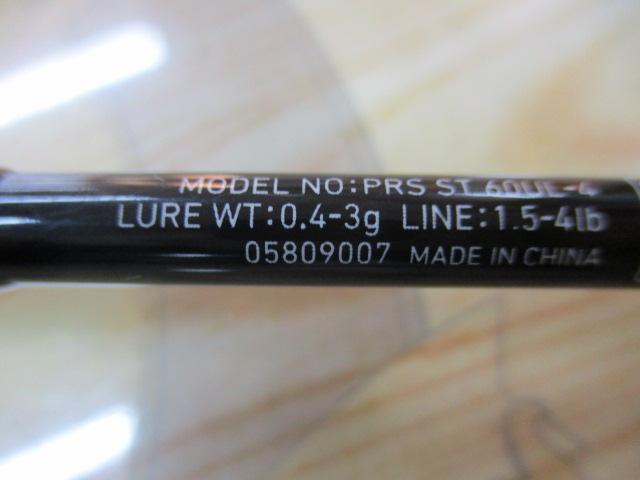 MODEL NO:PRS ST 60UL-4
LURE WT:0.4-3g LINE:1.5-4lb
05809007 MADE IN CHINA